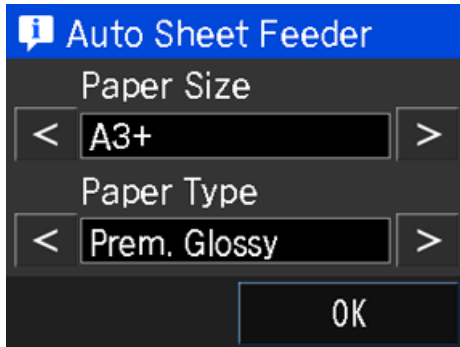 Auto Sheet Feeder
Paper Size
< A3+ >
Paper Type
< Prem. Glossy >
OK